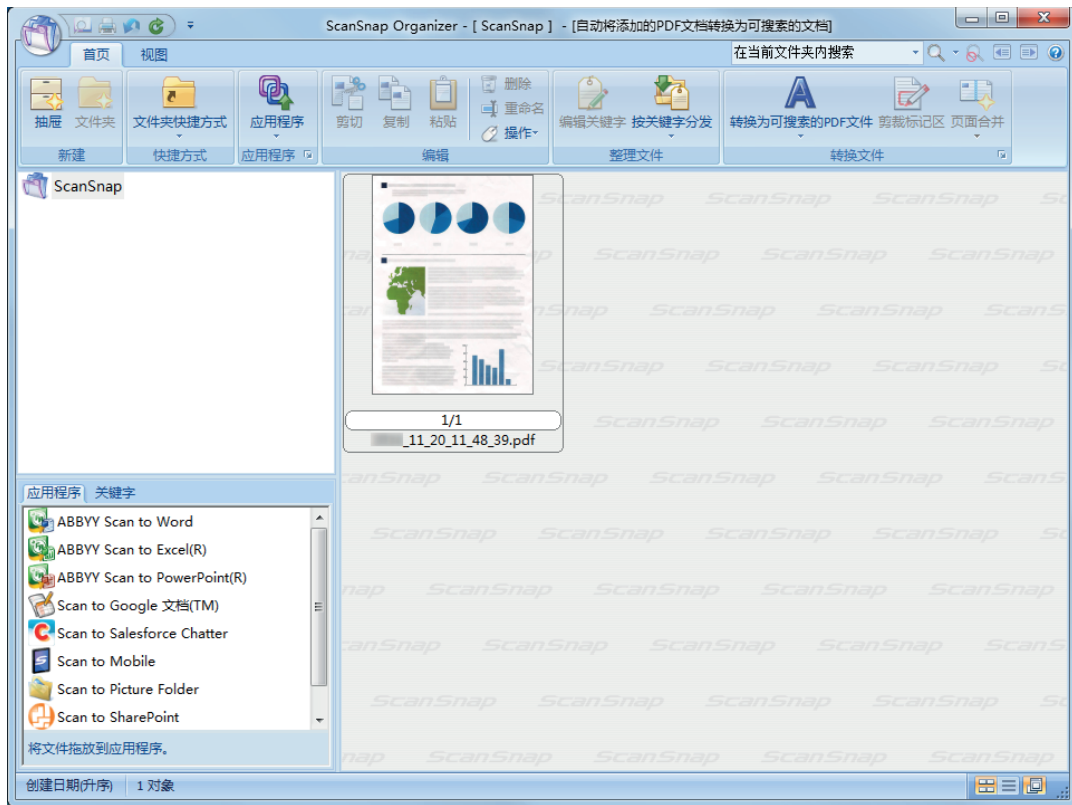 ScanSnap Organizer - [ ScanSnap ] - [自动将添加的PDF文档转换为可搜索的文档]
首页 视图 在当前文件夹内搜索
抽屉 文件夹 文件夹快捷方式 应用程序 剪切 复制 粘贴 删除 重命名 操作 编辑关键字 按关键字分发 转换为可搜索的PDF文件 剪裁标记区 页面合并
新建 快捷方式 应用程序 编辑 整理文件 转换文件
ScanSnap
1/1
_11_20_11_48_39.pdf
应用程序 关键字
ABBYY Scan to Word
ABBYY Scan to Excel(R)
ABBYY Scan to PowerPoint(R)
Scan to Google 文档(TM)
Scan to Salesforce Chatter
Scan to Mobile
Scan to Picture Folder
Scan to SharePoint
将文件拖放到应用程序。
创建日期(升序) 1 对象